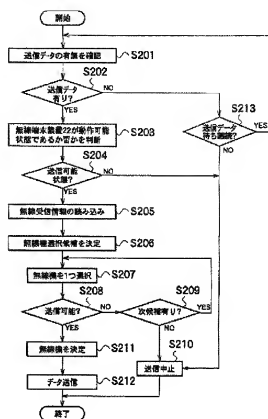 開始
送信データの有無を確認
S201
S202
送信データ
有り?
NO
YES
無線端末装置22が動作可能
状態であるか否かを判断
S203
S213
送信データ
待ち継続?
YES
NO
S204
送信可能
状態?
NO
YES
無線受信情報の読み込み
S205
無線機選択候補を決定
S206
無線機を1つ選択
S207
S208
送信可能?
NO
YES
S209
次候補有り?
YES
NO
無線機を決定
S211
S210
送信中止
データ送信
S212
終了